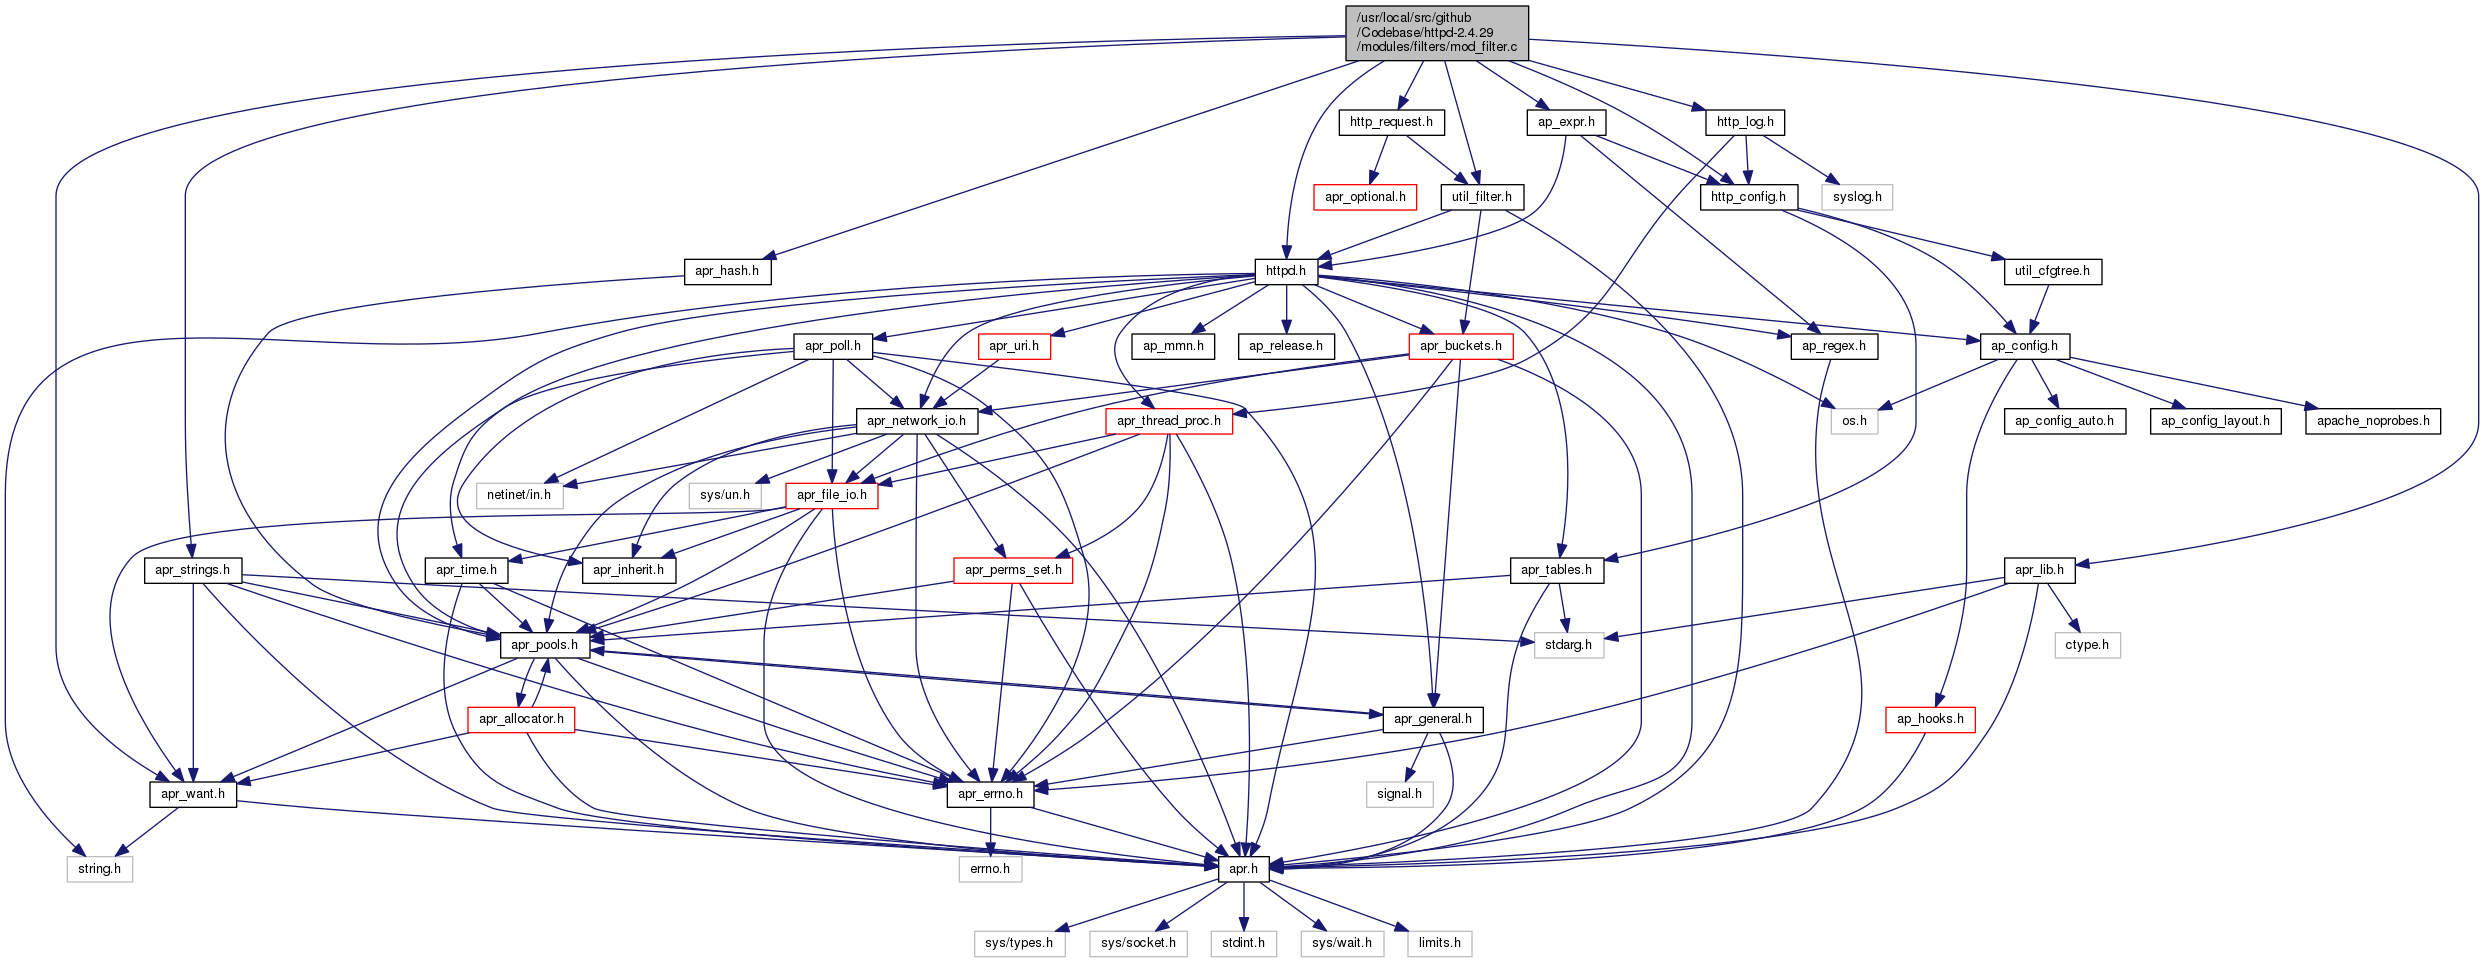 /usr/local/src/github
/Codebase/httpd-2.4.29
/modules/filters/mod_filter.c
http_request.h
ap_expr.h
http_log.h
apr_optional.h
util_filter.h
http_config.h
syslog.h
apr_hash.h
httpd.h
util_cfgtree.h
apr_poll.h
apr_uri.h
ap_mmn.h
ap_release.h
apr_buckets.h
ap_regex.h
ap_config.h
apr_network_io.h
apr_thread_proc.h
os.h
ap_config_auto.h
ap_config_layout.h
apache_noprobes.h
netinet/in.h
sys/un.h
apr_file_io.h
apr_strings.h
apr_time.h
apr_inherit.h
apr_perms_set.h
apr_tables.h
apr_lib.h
apr_pools.h
stdarg.h
ctype.h
apr_allocator.h
apr_general.h
ap_hooks.h
apr_want.h
apr_errno.h
signal.h
string.h
errno.h
apr.h
sys/types.h
sys/socket.h
stdint.h
sys/wait.h
limits.h